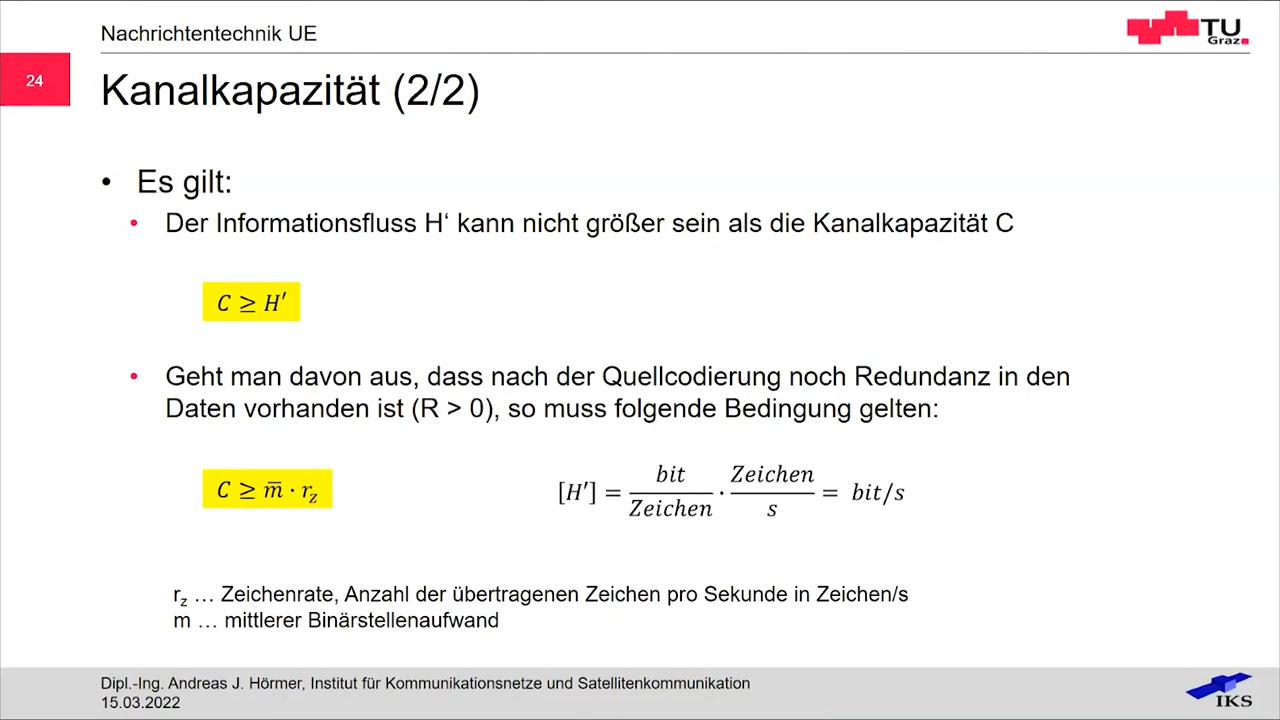 Nachrichtentechnik UE
TU
Graz
24
Kanalkapazität (2/2)
• Es gilt:
• Der Informationsfluss H‘ kann nicht größer sein als die Kanalkapazität C
C ≥ H′
• Geht man davon aus, dass nach der Quellcodierung noch Redundanz in den
Daten vorhanden ist (R > 0), so muss folgende Bedingung gelten:
C ≥ m̅ · r_z
[H′] = bit/Zeichen · Zeichen/s = bit/s
r_z … Zeichenrate, Anzahl der übertragenen Zeichen pro Sekunde in Zeichen/s
m … mittlerer Binärstellenaufwand
Dipl.-Ing. Andreas J. Hörmer, Institut für Kommunikationsnetze und Satellitenkommunikation
15.03.2022
IKS